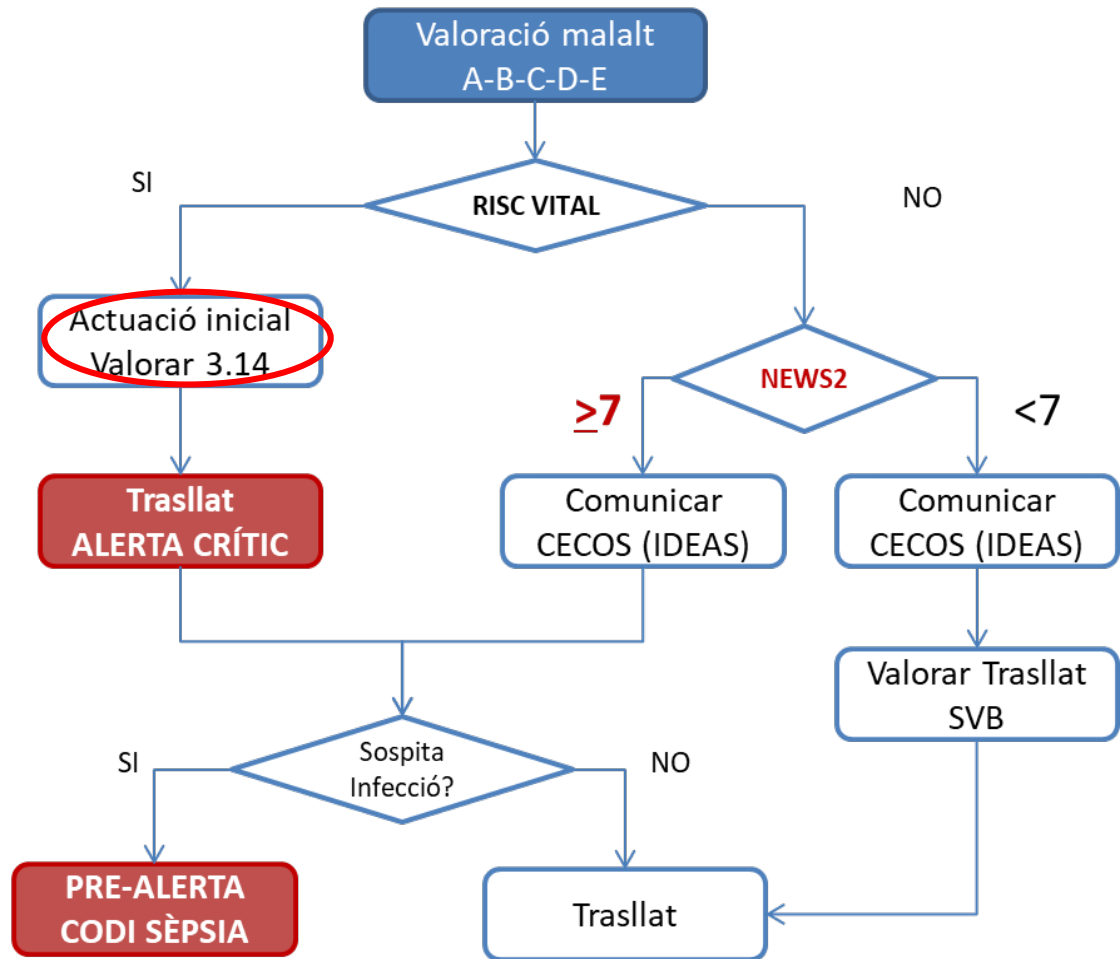 Valoració malalt
A-B-C-D-E
SI
RISC VITAL
NO
Actuació inicial
Valorar 3.14
NEWS2
≥7
<7
Trasllat
ALERTA CRÍTIC
Comunicar
CECOS (IDEAS)
Comunicar
CECOS (IDEAS)
Valorar Trasllat
SVB
SI
Sospita
Infecció?
NO
PRE-ALERTA
CODI SÈPSIA
Trasllat